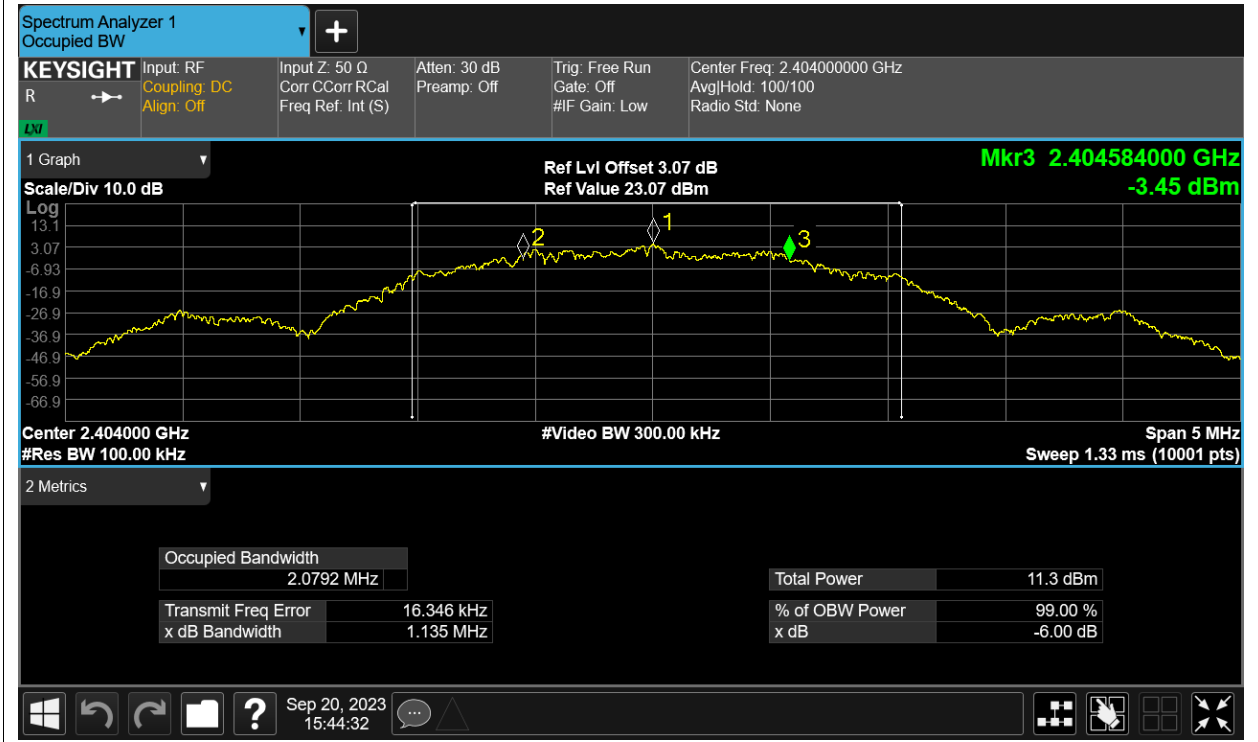 Spectrum Analyzer 1
Occupied BW
KEYSIGHT Input: RF Input Z: 50 Ω Atten: 30 dB Trig: Free Run Center Freq: 2.404000000 GHz
R Coupling: DC Corr CCorr RCal Preamp: Off Gate: Off Avg|Hold: 100/100
Align: Off Freq Ref: Int (S) #IF Gain: Low Radio Std: None
LXI
1 Graph Ref Lvl Offset 3.07 dB Mkr3 2.404584000 GHz
Scale/Div 10.0 dB Ref Value 23.07 dBm -3.45 dBm
Log
13.1
3.07
-6.93
-16.9
-26.9
-36.9
-46.9
-56.9
-66.9
2 1 3
Center 2.404000 GHz #Video BW 300.00 kHz Span 5 MHz
#Res BW 100.00 kHz Sweep 1.33 ms (10001 pts)
2 Metrics
Occupied Bandwidth
2.0792 MHz Total Power 11.3 dBm
Transmit Freq Error 16.346 kHz % of OBW Power 99.00 %
x dB Bandwidth 1.135 MHz x dB -6.00 dB
? Sep 20, 2023
15:44:32